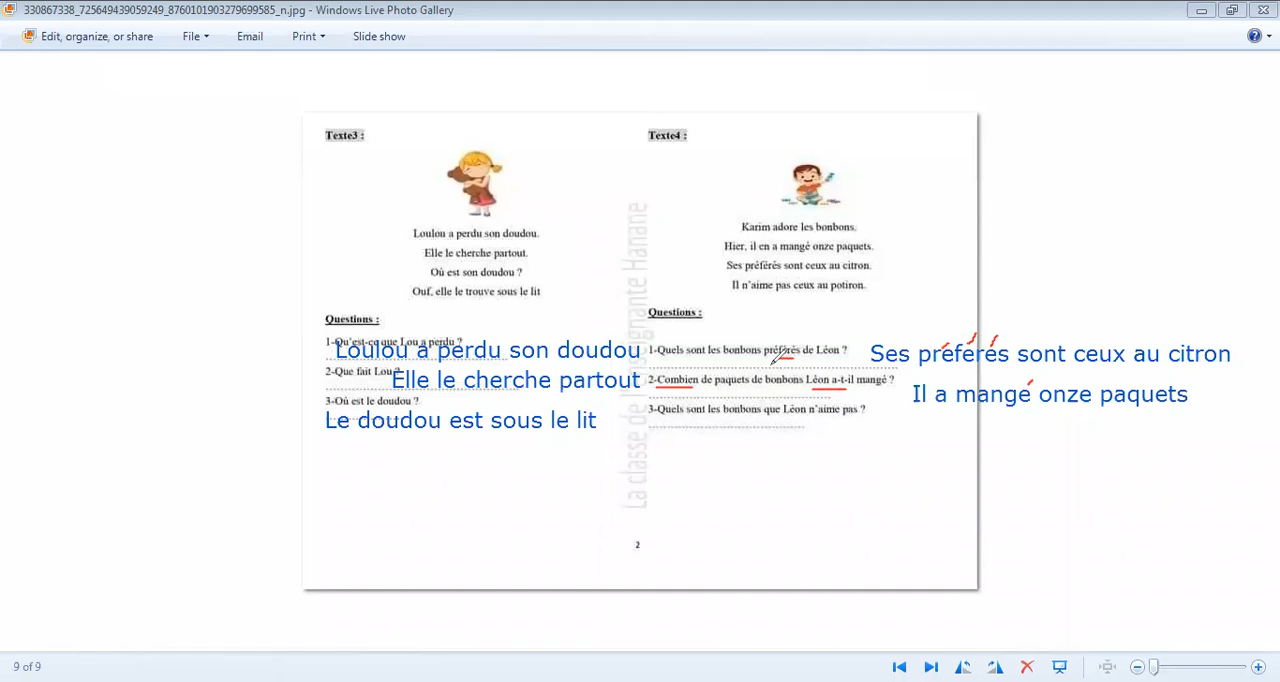 330867338_725649439059249_8760101903279699585_n.jpg - Windows Live Photo Gallery
Edit, organize, or share File Email Print Slide show
Texte3 :
Loulou a perdu son doudou.
Elle le cherche partout.
Où est son doudou ?
Ouf, elle le trouve sous le lit
Questions :
1-Qu'est-ce que Lou a perdu ?
Loulou a perdu son doudou
2-Que fait Lou ?
Elle le cherche partout
3-Où est le doudou ?
Le doudou est sous le lit
La classe de l'enseignante Hanane
Texte4 :
Karim adore les bonbons.
Hier, il en a mangé onze paquets.
Ses préférés sont ceux au citron.
Il n'aime pas ceux au potiron.
Questions :
1-Quels sont les bonbons préférés de Léon ?
Ses préférés sont ceux au citron
2-Combien de paquets de bonbons Léon a-t-il mangé ?
Il a mangé onze paquets
3-Quels sont les bonbons que Léon n'aime pas ?
2
9 of 9